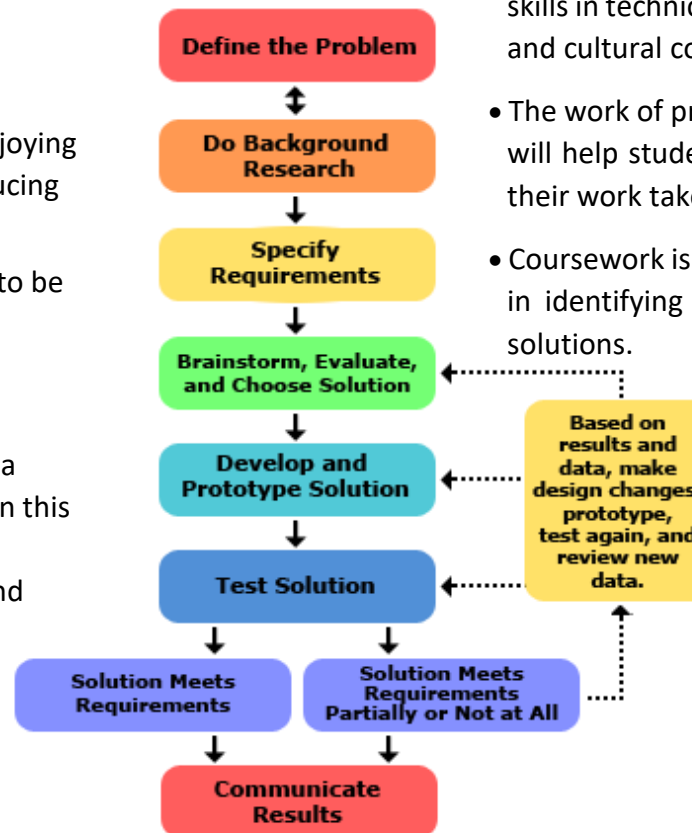 skills in technic
and cultural co
• The work of pr
will help stude
their work take
• Coursework is
in identifying
solutions.
joying
ucing
to be
a
n this
nd
Define the Problem
Do Background
Research
Specify
Requirements
Brainstorm, Evaluate,
and Choose Solution
Develop and
Prototype Solution
Test Solution
Based on
results and
data, make
design changes
prototype,
test again, and
review new
data.
Solution Meets
Requirements
Solution Meets
Requirements
Partially or Not at All
Communicate
Results